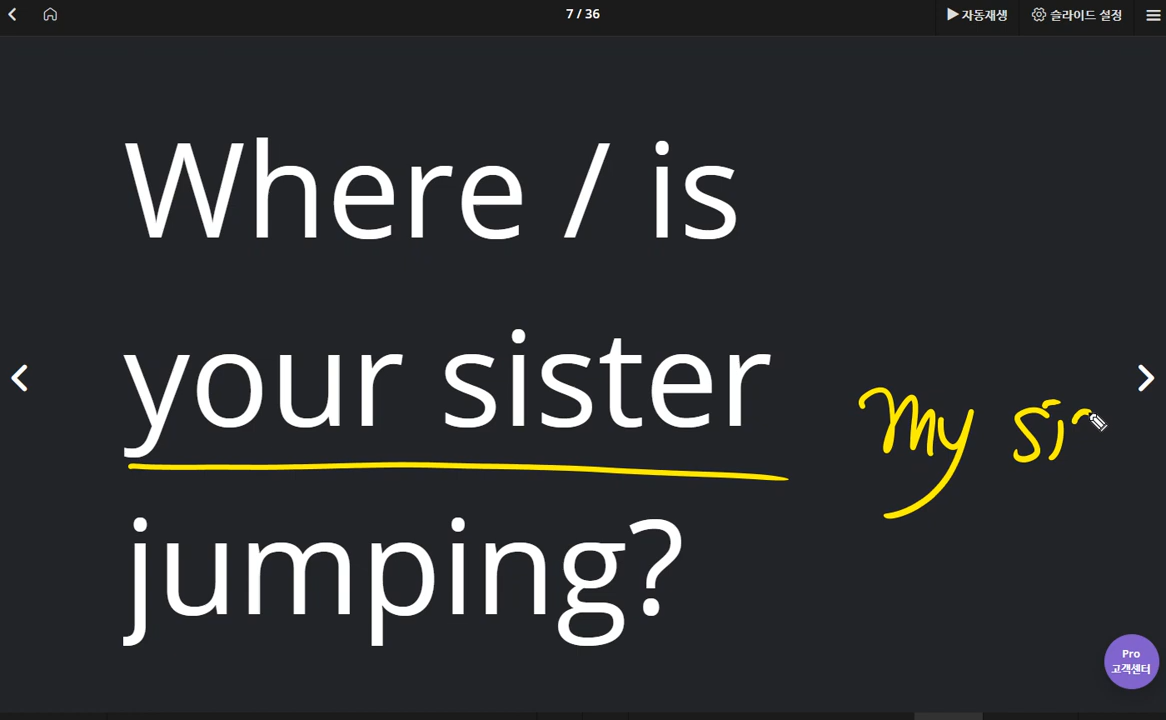 7 / 36
자동재생
슬라이드 설정
Where / is
your sister
my
jumping?
Pro
고객센터